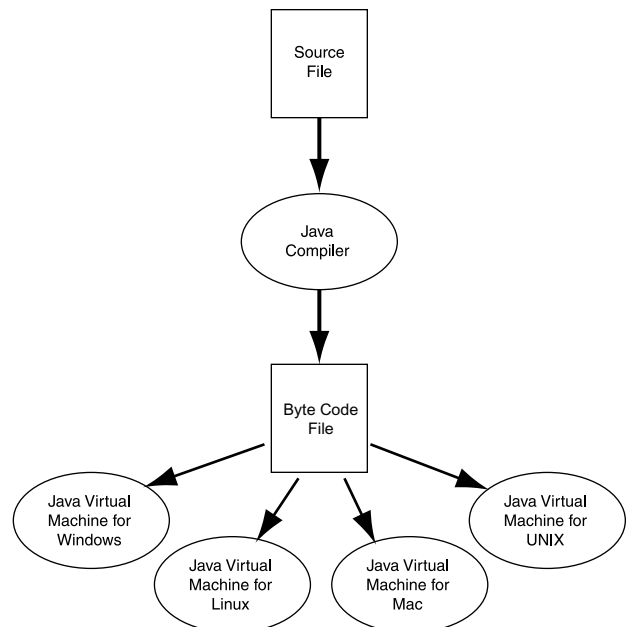 Source
File
Java
Compiler
Byte Code
File
Java Virtual
Machine for
Windows
Java Virtual
Machine for
Linux
Java Virtual
Machine for
Mac
Java Virtual
Machine for
UNIX